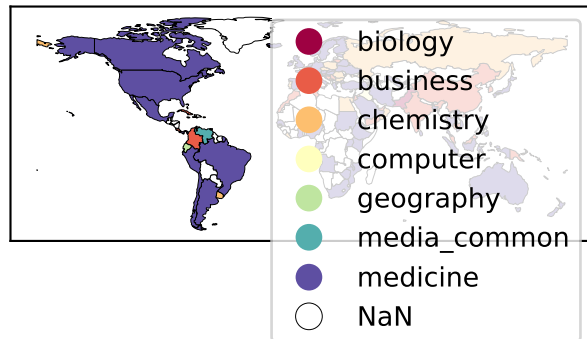 biology
business
chemistry
computer
geography
media_common
medicine
NaN